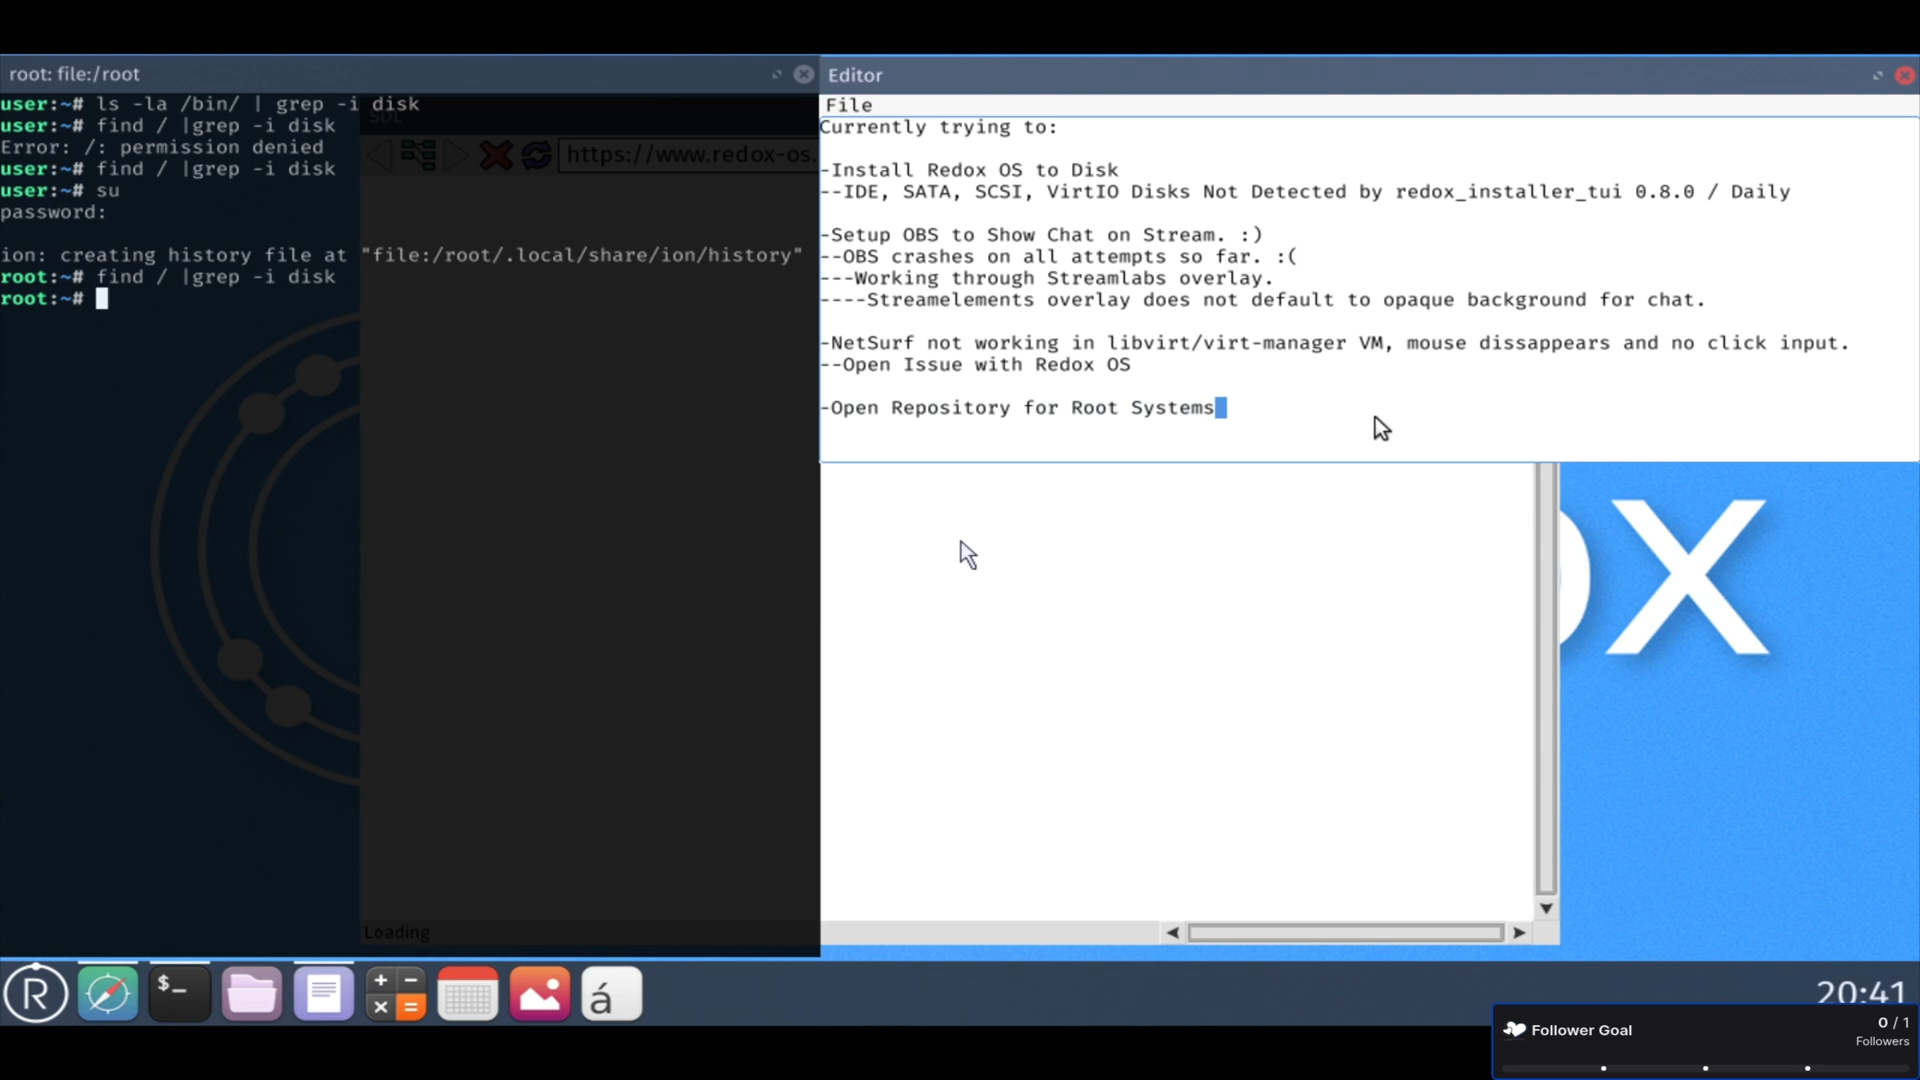 root: file:/root
user:~# ls -la /bin/ | grep -i disk
user:~# find / |grep -i disk
Error: /: permission denied
user:~# find / |grep -i disk
user:~# su
password:
ion: creating history file at "file:/root/.local/share/ion/history"
root:~# find / |grep -i disk
root:~#
SDL
https://www.redox-os.
Loading
Editor
File
Currently trying to:
-Install Redox OS to Disk
--IDE, SATA, SCSI, VirtIO Disks Not Detected by redox_installer_tui 0.8.0 / Daily
-Setup OBS to Show Chat on Stream. :)
--OBS crashes on all attempts so far. :(
---Working through Streamlabs overlay.
----Streamelements overlay does not default to opaque background for chat.
-NetSurf not working in libvirt/virt-manager VM, mouse dissappears and no click input.
--Open Issue with Redox OS
-Open Repository for Root Systems
OX
R
$_
á
20:41
Follower Goal
0 / 1
Followers